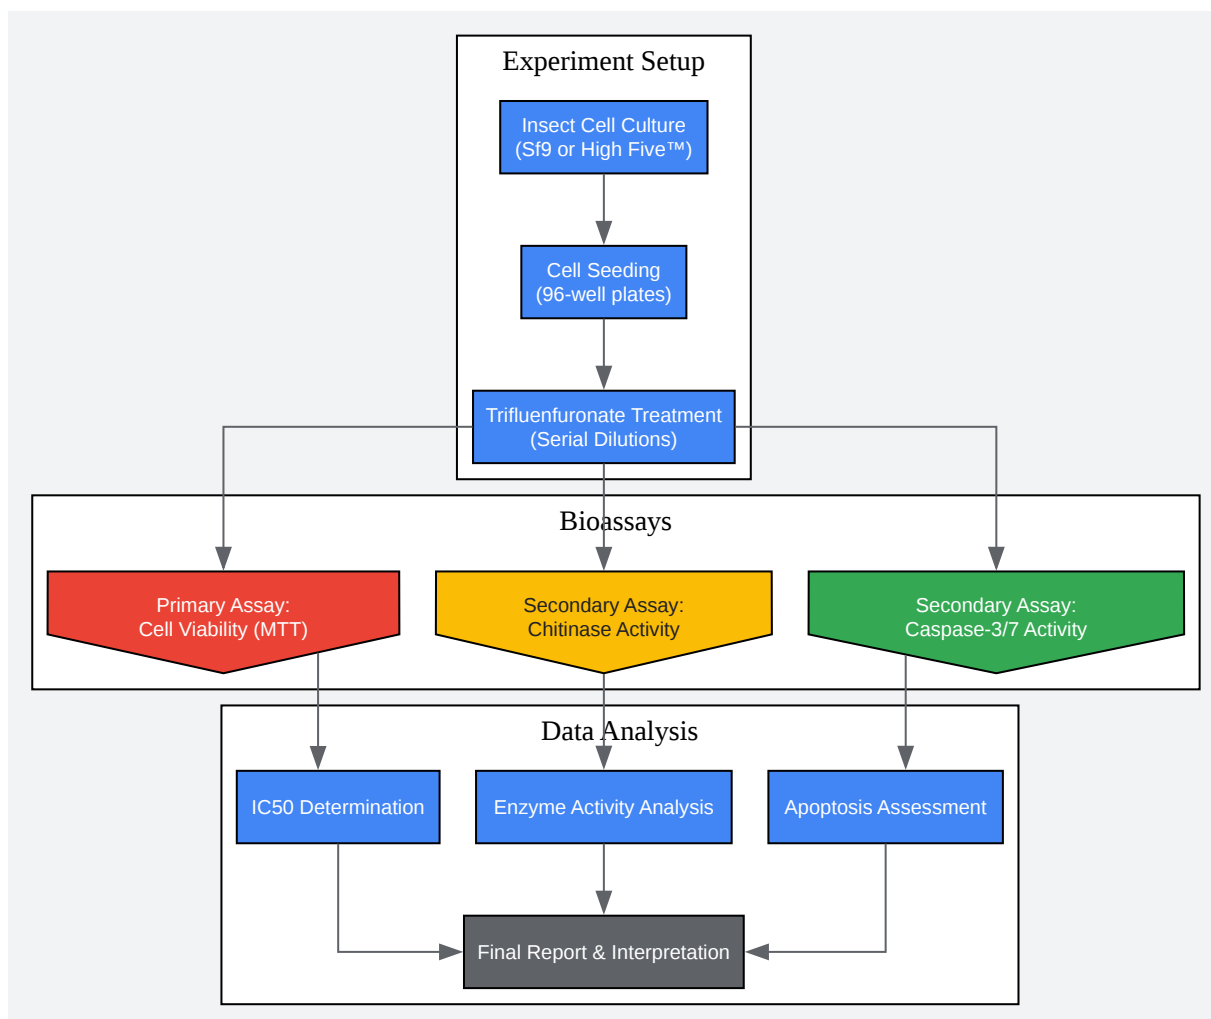 Experiment Setup
Insect Cell Culture
(Sf9 or High Five™)
Cell Seeding
(96-well plates)
Trifluenfuronate Treatment
(Serial Dilutions)
Bioassays
Primary Assay:
Cell Viability (MTT)
Secondary Assay:
Chitinase Activity
Secondary Assay:
Caspase-3/7 Activity
Data Analysis
IC50 Determination
Enzyme Activity Analysis
Apoptosis Assessment
Final Report & Interpretation